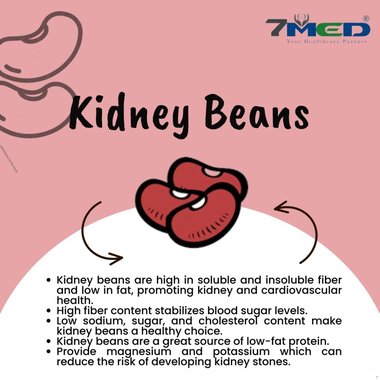 7MED®
Your Healthcare Partner
Kidney Beans
• Kidney beans are high in soluble and insoluble fiber
and low in fat, promoting kidney and cardiovascular
health.
• High fiber content stabilizes blood sugar levels.
• Low sodium, sugar, and cholesterol content make
kidney beans a healthy choice.
• Kidney beans are a great source of low-fat protein.
• Provide magnesium and potassium which can
reduce the risk of developing kidney stones.